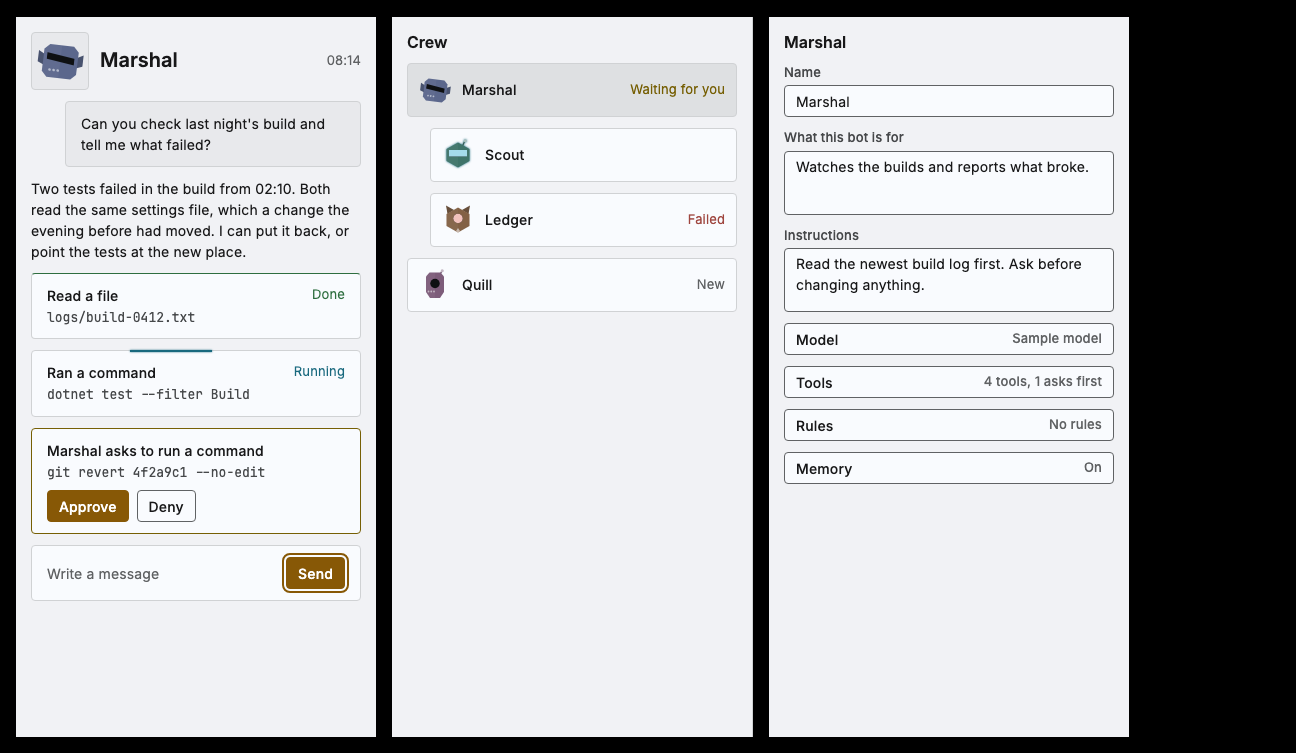 Marshal
08:14
Can you check last night's build and
tell me what failed?
Two tests failed in the build from 02:10. Both
read the same settings file, which a change the
evening before had moved. I can put it back, or
point the tests at the new place.
Read a file
Done
logs/build-0412.txt
Ran a command
Running
dotnet test --filter Build
Marshal asks to run a command
git revert 4f2a9c1 --no-edit
Approve
Deny
Write a message
Send
Crew
Marshal
Waiting for you
Scout
Ledger
Failed
Quill
New
Marshal
Name
Marshal
What this bot is for
Watches the builds and reports what broke.
Instructions
Read the newest build log first. Ask before
changing anything.
Model
Sample model
Tools
4 tools, 1 asks first
Rules
No rules
Memory
On